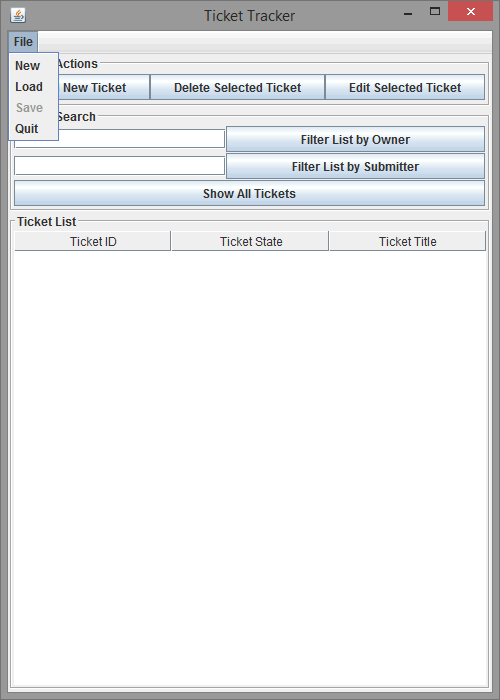 Ticket Tracker
File
New
Load
Save
Quit
Actions
New Ticket Delete Selected Ticket Edit Selected Ticket
Search
Filter List by Owner
Filter List by Submitter
Show All Tickets
Ticket List
Ticket ID Ticket State Ticket Title